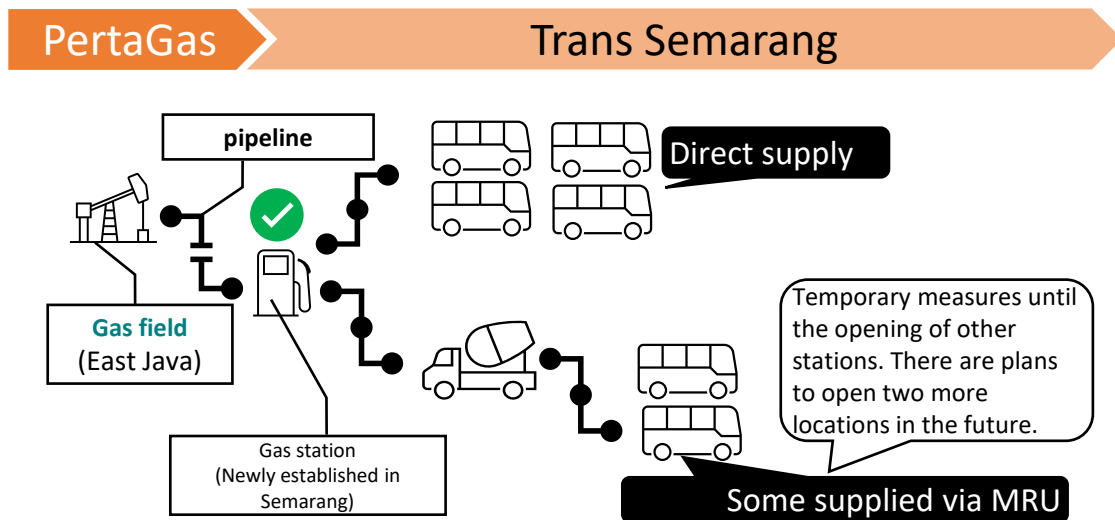 PertaGas
Trans Semarang
pipeline
Direct supply
Gas field
(East Java)
Temporary measures until
the opening of other
stations. There are plans
to open two more
locations in the future.
Gas station
(Newly established in
Semarang)
Some supplied via MRU